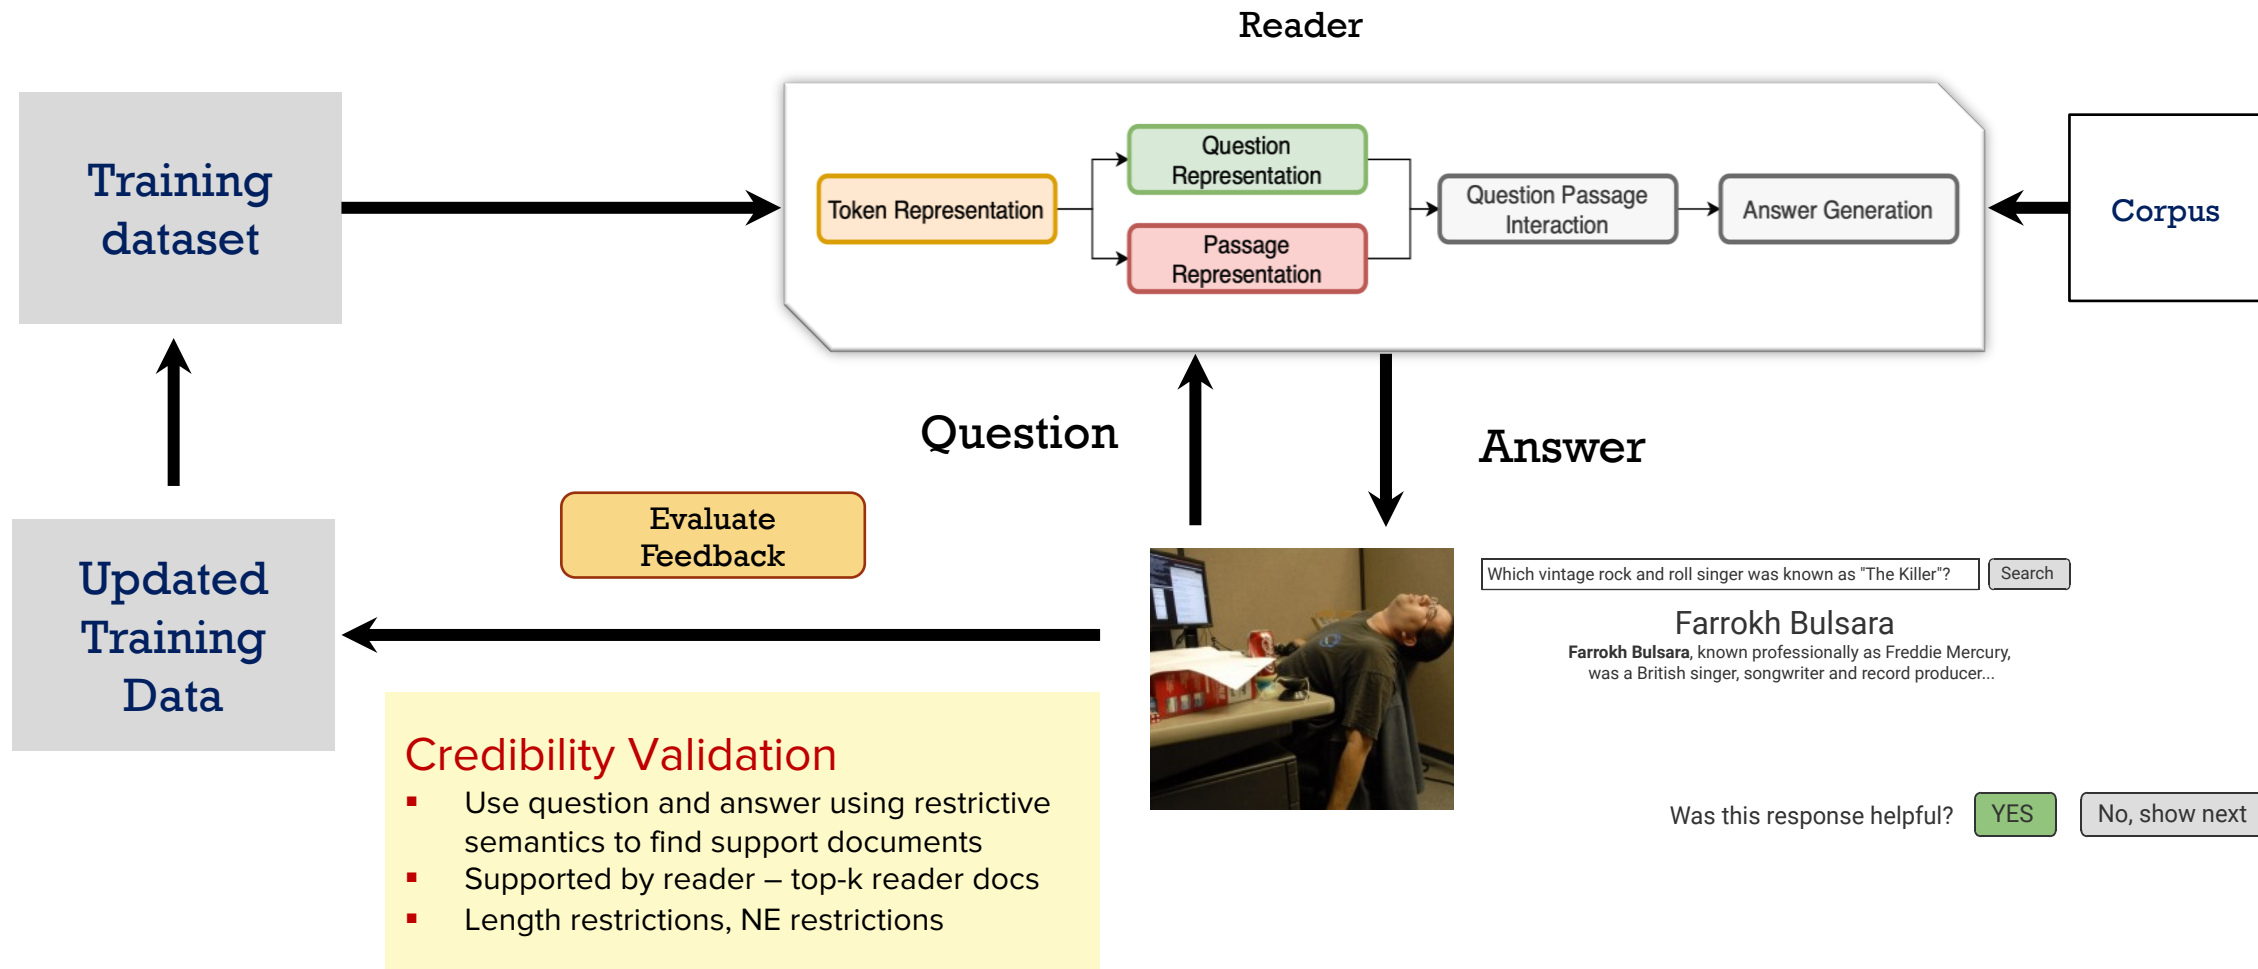 Reader
Training
dataset
Token Representation
Question
Representation
Passage
Representation
Question Passage
Interaction
Answer Generation
Corpus
Question
Answer
Evaluate
Feedback
Updated
Training
Data
Which vintage rock and roll singer was known as "The Killer"?
Search
Farrokh Bulsara
Farrokh Bulsara, known professionally as Freddie Mercury,
was a British singer, songwriter and record producer...
Was this response helpful? YES No, show next
Credibility Validation
▪ Use question and answer using restrictive
semantics to find support documents
▪ Supported by reader – top-k reader docs
▪ Length restrictions, NE restrictions